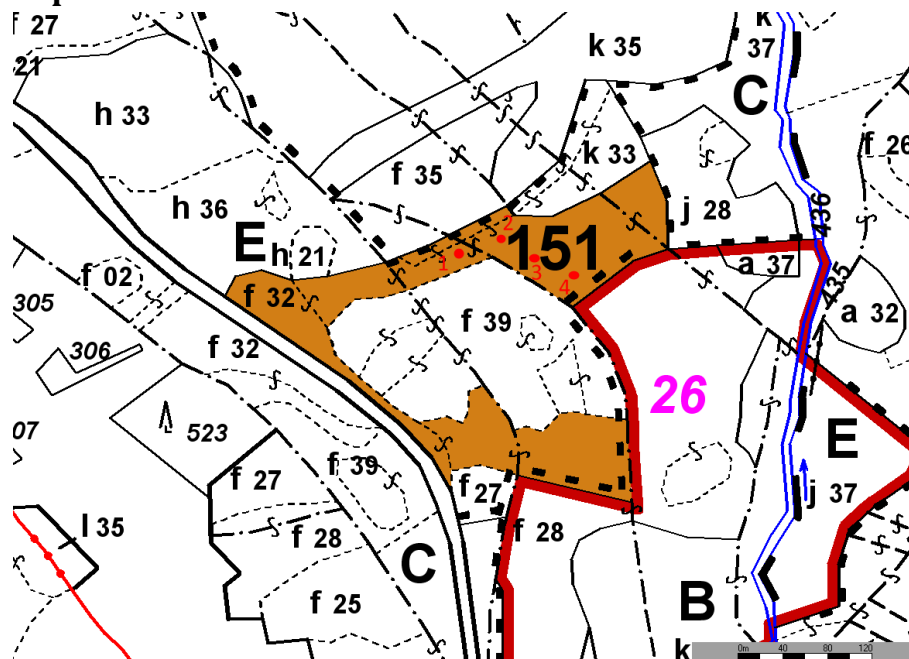 f 27
k 35
k
37
21
C
h 33
k 33
f 26
f 35
h 36
j 28
436
E
h 21
2
151
1
3
a 37
f 02
4
435
305
f 32
f 39
a 32
306
f 32
26
07
523
E
f 39
f 27
f 27
j 37
l 35
f 28
f 28
C
f 25
B
k
0m 40 80 120